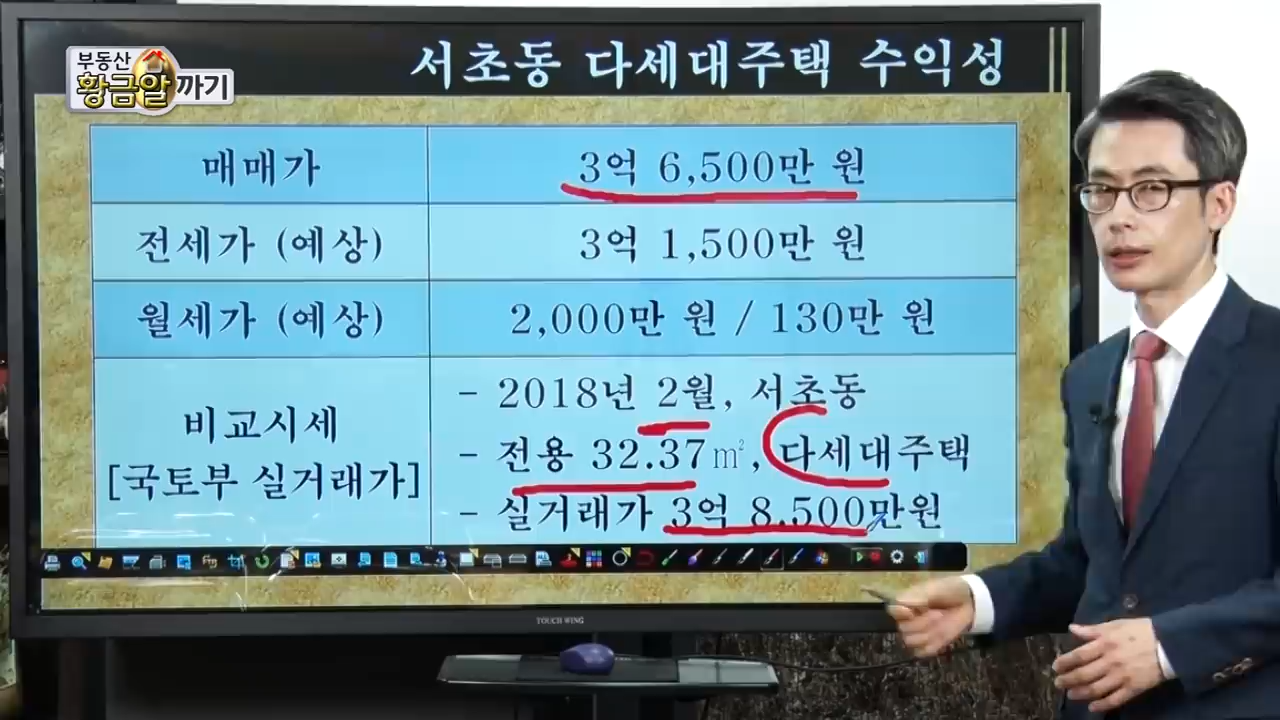 부동산
황금알까기
서초동 다세대주택 수익성
매매가
3억 6,500만 원
전세가 (예상)
3억 1,500만 원
월세가 (예상)
2,000만 원 / 130만 원
비교시세
[국토부 실거래가]
- 2018년 2월, 서초동
- 전용 32.37㎡, 다세대주택
- 실거래가 3억 8,500만원
TOUCH WING